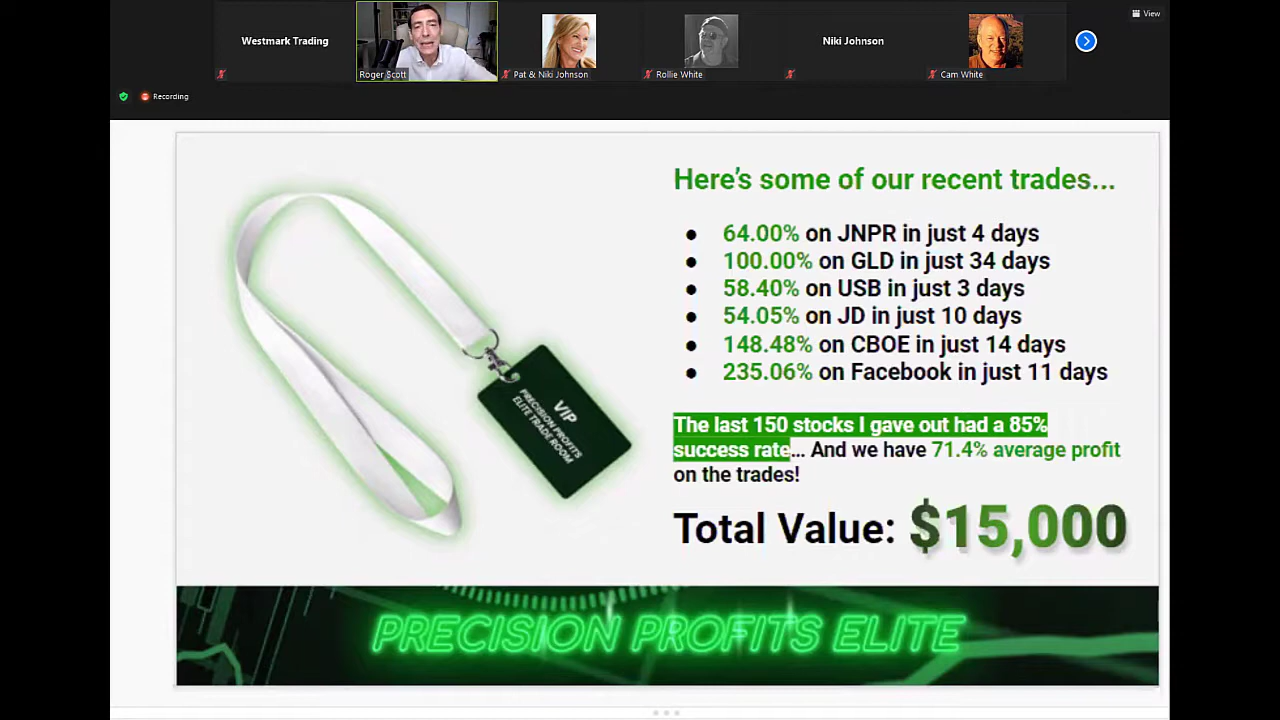 View
Westmark Trading
Niki Johnson
Roger Scott
Pat & Niki Johnson
Rollie White
Cam White
Recording
Here's some of our recent trades...
64.00% on JNPR in just 4 days
100.00% on GLD in just 34 days
58.40% on USB in just 3 days
54.05% on JD in just 10 days
148.48% on CBOE in just 14 days
235.06% on Facebook in just 11 days
VIP
PRECISION PROFITS
ELITE TRADE ROOM
The last 150 stocks I gave out had a 85%
success rate... And we have 71.4% average profit
on the trades!
Total Value: $15,000
PRECISION PROFITS ELITE